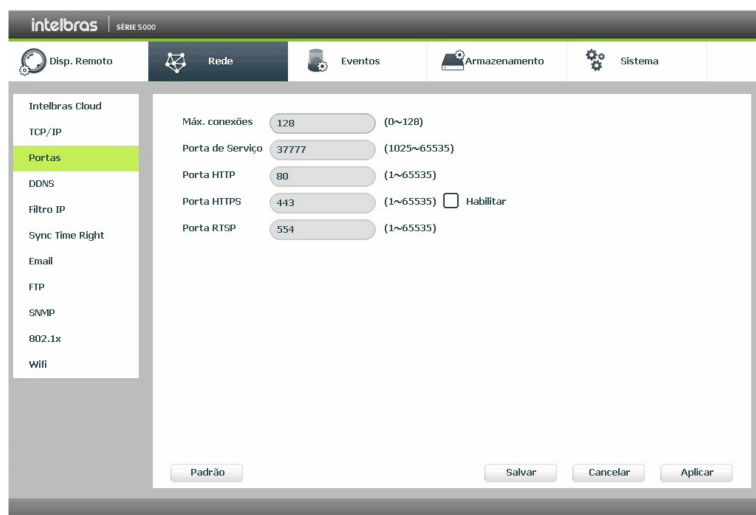 intelbras | SÉRIE 5000
Disp. Remoto Rede Eventos Armazenamento Sistema
Intelbras Cloud
TCP/IP
Portas
DDNS
Filtro IP
Sync Time Right
Email
FTP
SNMP
802.1x
Wifi
Máx. conexões 128 (0~128)
Porta de Serviço 37777 (1025~65535)
Porta HTTP 80 (1~65535)
Porta HTTPS 443 (1~65535) Habilitar
Porta RTSP 554 (1~65535)
Padrão Salvar Cancelar Aplicar